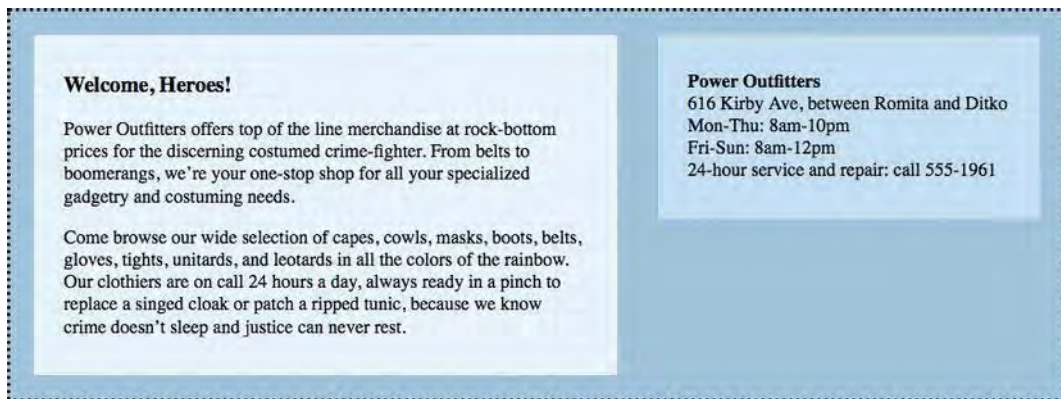 Welcome, Heroes!
Power Outfitters offers top of the line merchandise at rock-bottom
prices for the discerning costumed crime-fighter. From belts to
boomerangs, we’re your one-stop shop for all your specialized
gadgetry and costuming needs.
Come browse our wide selection of capes, cowls, masks, boots, belts,
gloves, tights, unitards, and leotards in all the colors of the rainbow.
Our clothiers are on call 24 hours a day, always ready in a pinch to
replace a singed cloak or patch a ripped tunic, because we know
crime doesn’t sleep and justice can never rest.
Power Outfitters
616 Kirby Ave, between Romita and Ditko
Mon-Thu: 8am-10pm
Fri-Sun: 8am-12pm
24-hour service and repair: call 555-1961